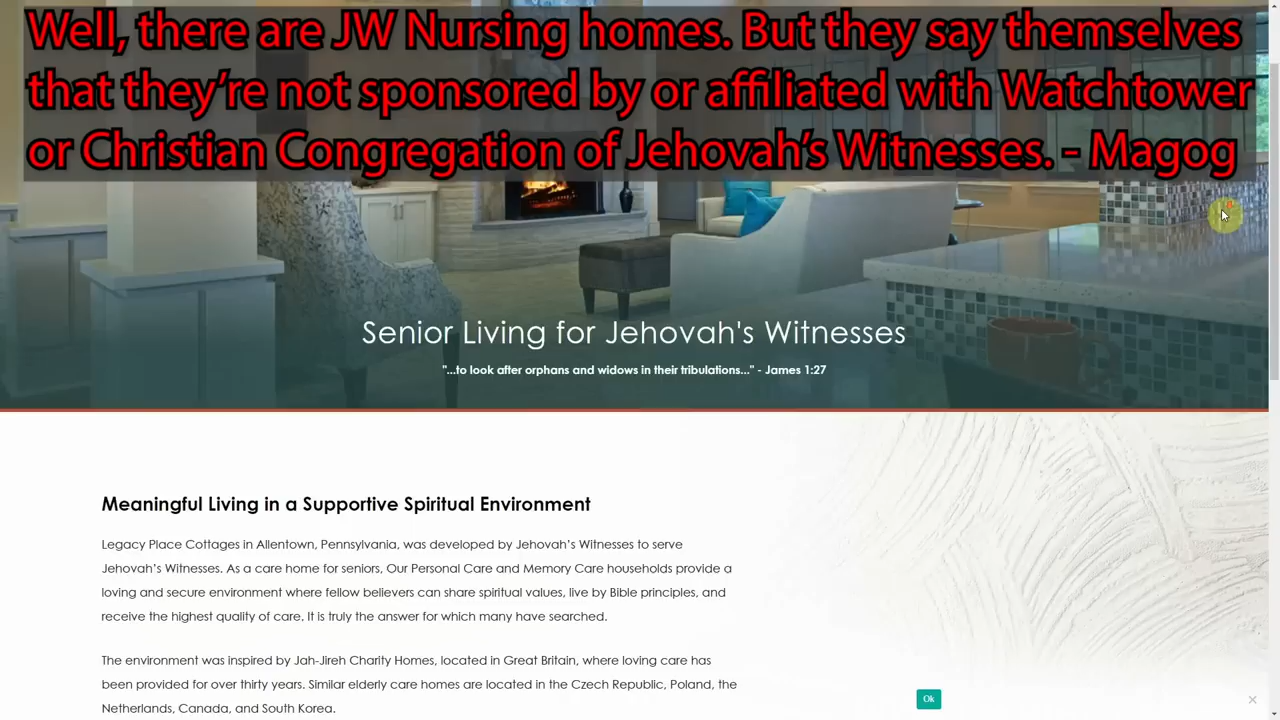 Well, there are JW Nursing homes. But they say themselves
that they’re not sponsored by or affiliated with Watchtower
or Christian Congregation of Jehovah’s Witnesses. - Magog
Senior Living for Jehovah's Witnesses
"...to look after orphans and widows in their tribulations..." - James 1:27
Meaningful Living in a Supportive Spiritual Environment
Legacy Place Cottages in Allentown, Pennsylvania, was developed by Jehovah’s Witnesses to serve
Jehovah’s Witnesses. As a care home for seniors, Our Personal Care and Memory Care households provide a
loving and secure environment where fellow believers can share spiritual values, live by Bible principles, and
receive the highest quality of care. It is truly the answer for which many have searched.
The environment was inspired by Jah-Jireh Charity Homes, located in Great Britain, where loving care has
been provided for over thirty years. Similar elderly care homes are located in the Czech Republic, Poland, the
Netherlands, Canada and South Korea.
Ok